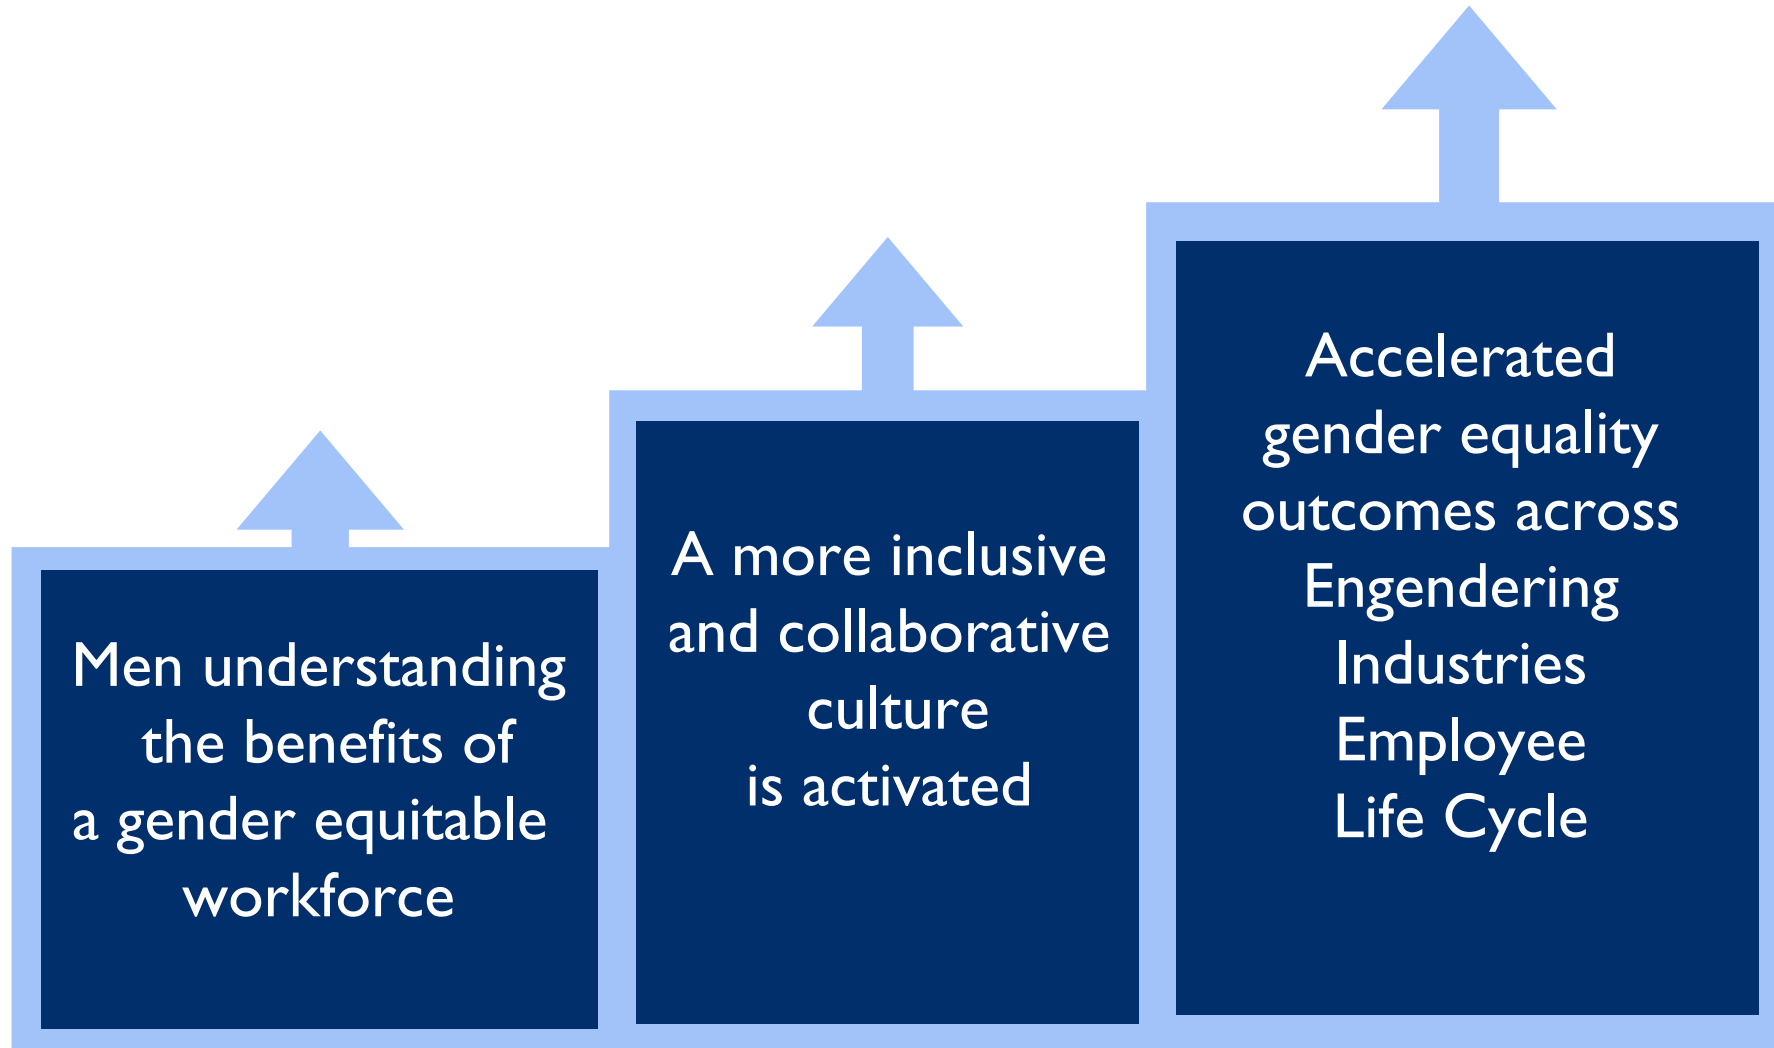 Men understanding
the benefits of
a gender equitable
workforce
A more inclusive
and collaborative
culture
is activated
Accelerated
gender equality
outcomes across
Engendering
Industries
Employee
Life Cycle